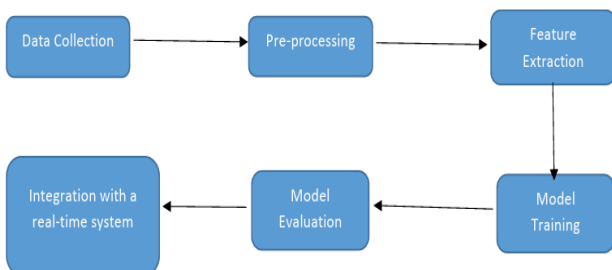 Data Collection
Pre-processing
Feature
Extraction
Model
Training
Model
Evaluation
Integration with a
real-time system